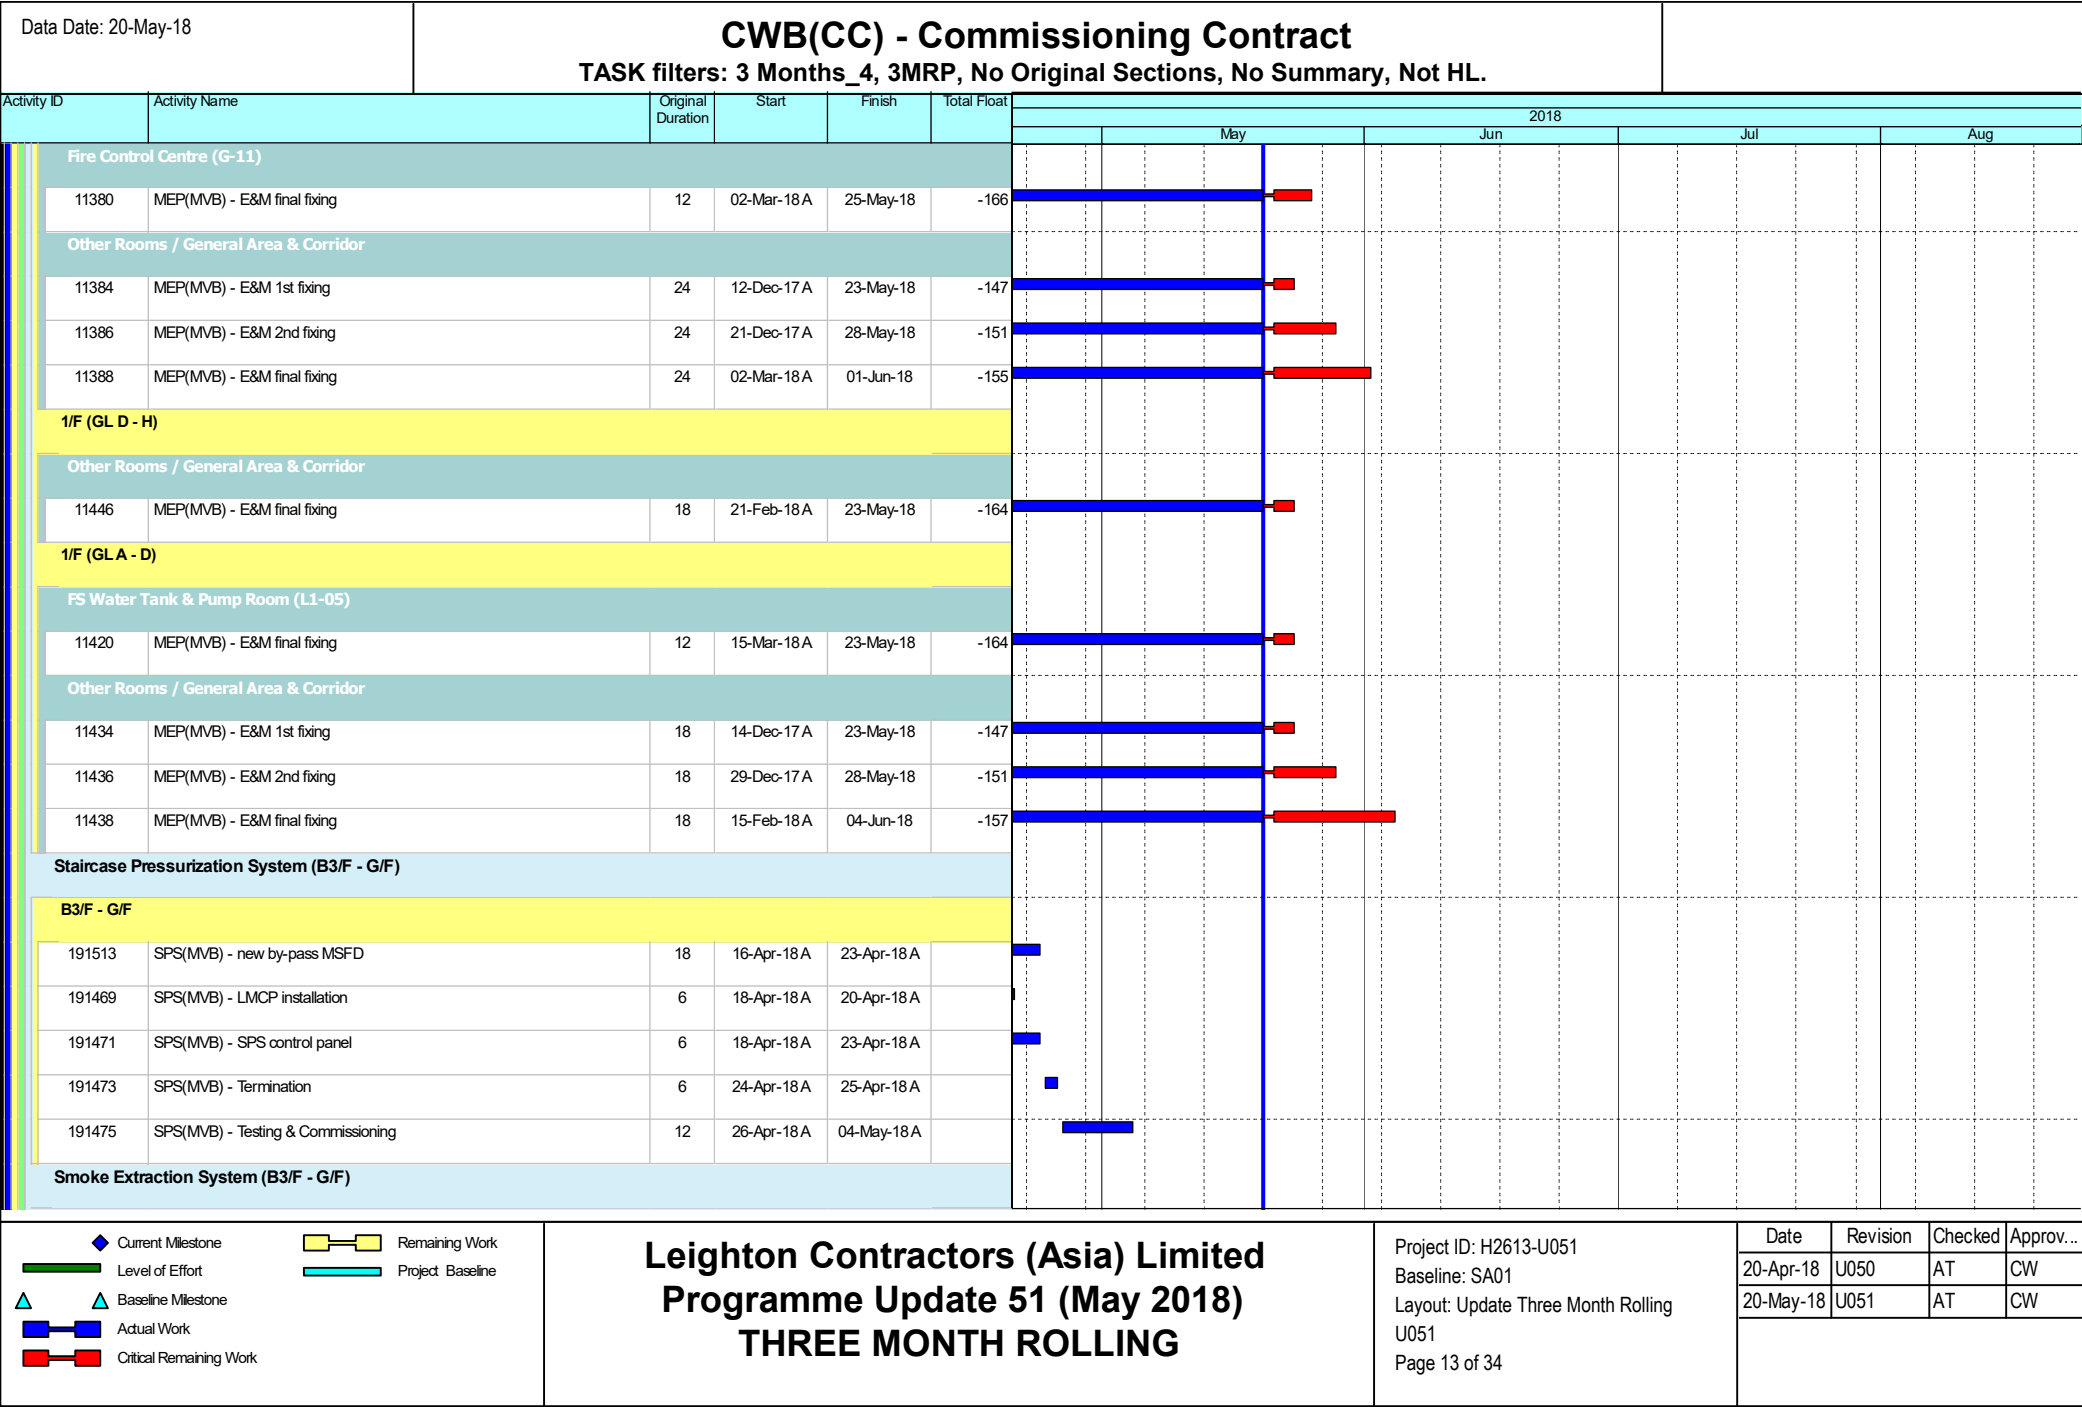 Data Date: 20-May-18
CWB(CC) - Commissioning Contract
TASK filters: 3 Months_4, 3MRP, No Original Sections, No Summary, Not HL.
Activity ID Activity Name Original Duration Start Finish Total Float
2018
May Jun Jul Aug
Fire Control Centre (G-11)
11380 MEP(MVB) - E&M final fixing 12 02-Mar-18 A 25-May-18 -166
Other Rooms / General Area & Corridor
11384 MEP(MVB) - E&M 1st fixing 24 12-Dec-17 A 23-May-18 -147
11386 MEP(MVB) - E&M 2nd fixing 24 21-Dec-17 A 28-May-18 -151
11388 MEP(MVB) - E&M final fixing 24 02-Mar-18 A 01-Jun-18 -155
1/F (GL D - H)
Other Rooms / General Area & Corridor
11446 MEP(MVB) - E&M final fixing 18 21-Feb-18 A 23-May-18 -164
1/F (GL A - D)
FS Water Tank & Pump Room (L1-05)
11420 MEP(MVB) - E&M final fixing 12 15-Mar-18 A 23-May-18 -164
Other Rooms / General Area & Corridor
11434 MEP(MVB) - E&M 1st fixing 18 14-Dec-17 A 23-May-18 -147
11436 MEP(MVB) - E&M 2nd fixing 18 29-Dec-17 A 28-May-18 -151
11438 MEP(MVB) - E&M final fixing 18 15-Feb-18 A 04-Jun-18 -157
Staircase Pressurization System (B3/F - G/F)
B3/F - G/F
191513 SPS(MVB) - new by-pass MSFD 18 16-Apr-18 A 23-Apr-18 A
191469 SPS(MVB) - LMCP installation 6 18-Apr-18 A 20-Apr-18 A
191471 SPS(MVB) - SPS control panel 6 18-Apr-18 A 23-Apr-18 A
191473 SPS(MVB) - Termination 6 24-Apr-18 A 25-Apr-18 A
191475 SPS(MVB) - Testing & Commissioning 12 26-Apr-18 A 04-May-18 A
Smoke Extraction System (B3/F - G/F)
Current Milestone
Level of Effort
Baseline Milestone
Actual Work
Critical Remaining Work
Remaining Work
Project Baseline
Leighton Contractors (Asia) Limited
Programme Update 51 (May 2018)
THREE MONTH ROLLING
Project ID: H2613-U051
Baseline: SA01
Layout: Update Three Month Rolling
U051
Page 13 of 34
Date Revision Checked Approv...
20-Apr-18 U050 AT CW
20-May-18 U051 AT CW